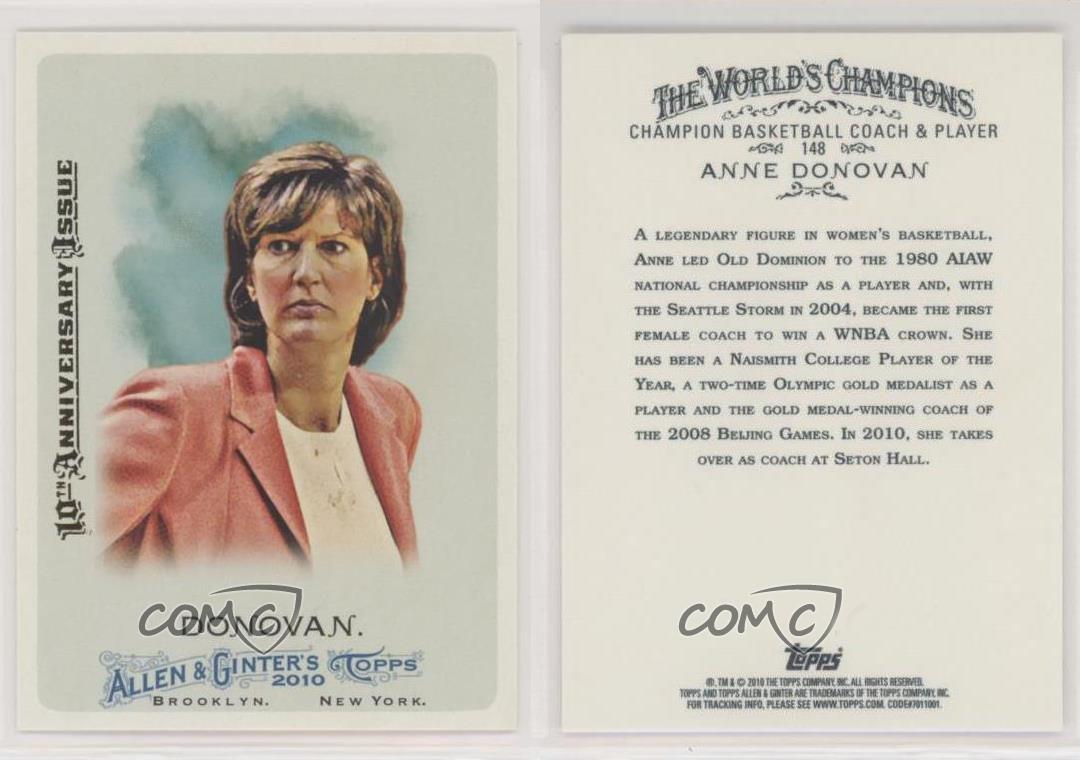 10th Anniversary Issue
DONOVAN.
ALLEN & GINTER'S TOPPS
2010
BROOKLYN. NEW YORK.
COMC
THE WORLD'S CHAMPIONS
CHAMPION BASKETBALL COACH & PLAYER
148
ANNE DONOVAN
A LEGENDARY FIGURE IN WOMEN'S BASKETBALL,
ANNE LED OLD DOMINION TO THE 1980 AIAW
NATIONAL CHAMPIONSHIP AS A PLAYER AND, WITH
THE SEATTLE STORM IN 2004, BECAME THE FIRST
FEMALE COACH TO WIN A WNBA CROWN. SHE
HAS BEEN A NAISMITH COLLEGE PLAYER OF THE
YEAR, A TWO-TIME OLYMPIC GOLD MEDALIST AS A
PLAYER AND THE GOLD MEDAL-WINNING COACH OF
THE 2008 BEIJING GAMES. IN 2010, SHE TAKES
OVER AS COACH AT SETON HALL.
COMC
Topps
®, TM & © 2010 THE TOPPS COMPANY, INC. ALL RIGHTS RESERVED.
TOPPS AND TOPPS ALLEN & GINTER ARE TRADEMARKS OF THE TOPPS COMPANY, INC.
FOR TRACKING INFO, PLEASE SEE WWW.TOPPS.COM. CODE#7011001.